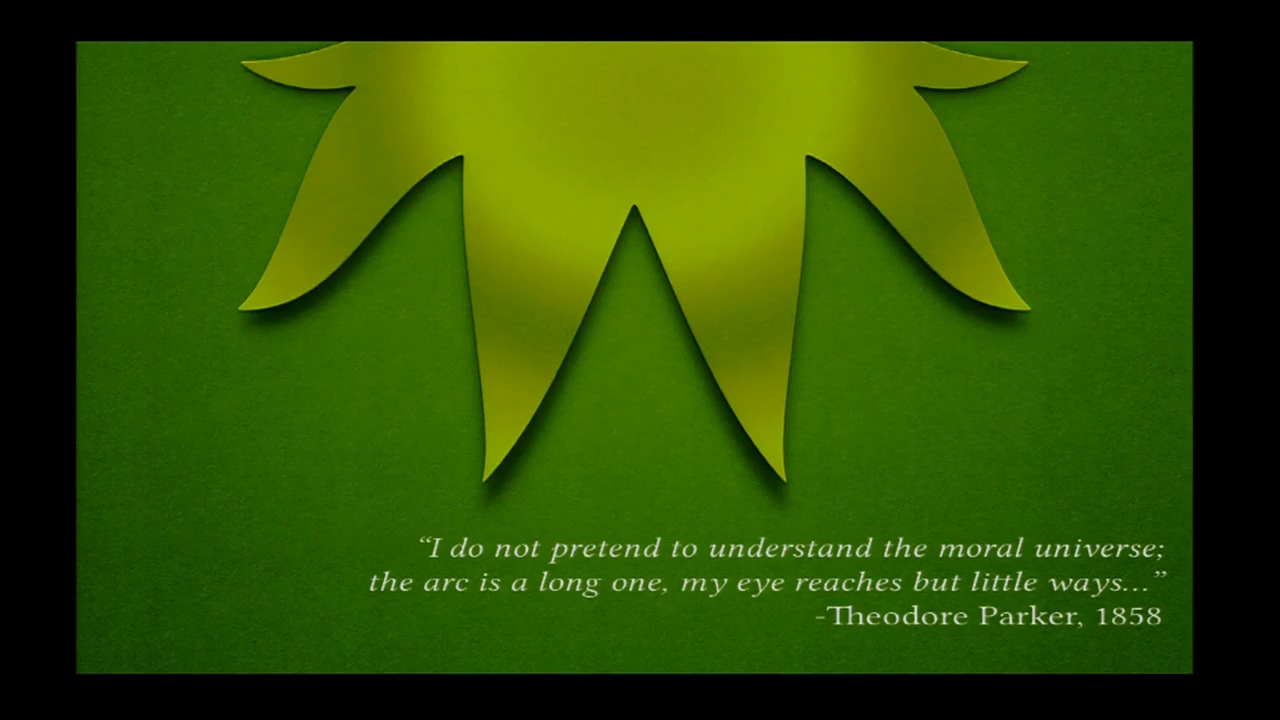 “I do not pretend to understand the moral universe;
the arc is a long one, my eye reaches but little ways...”
-Theodore Parker, 1858